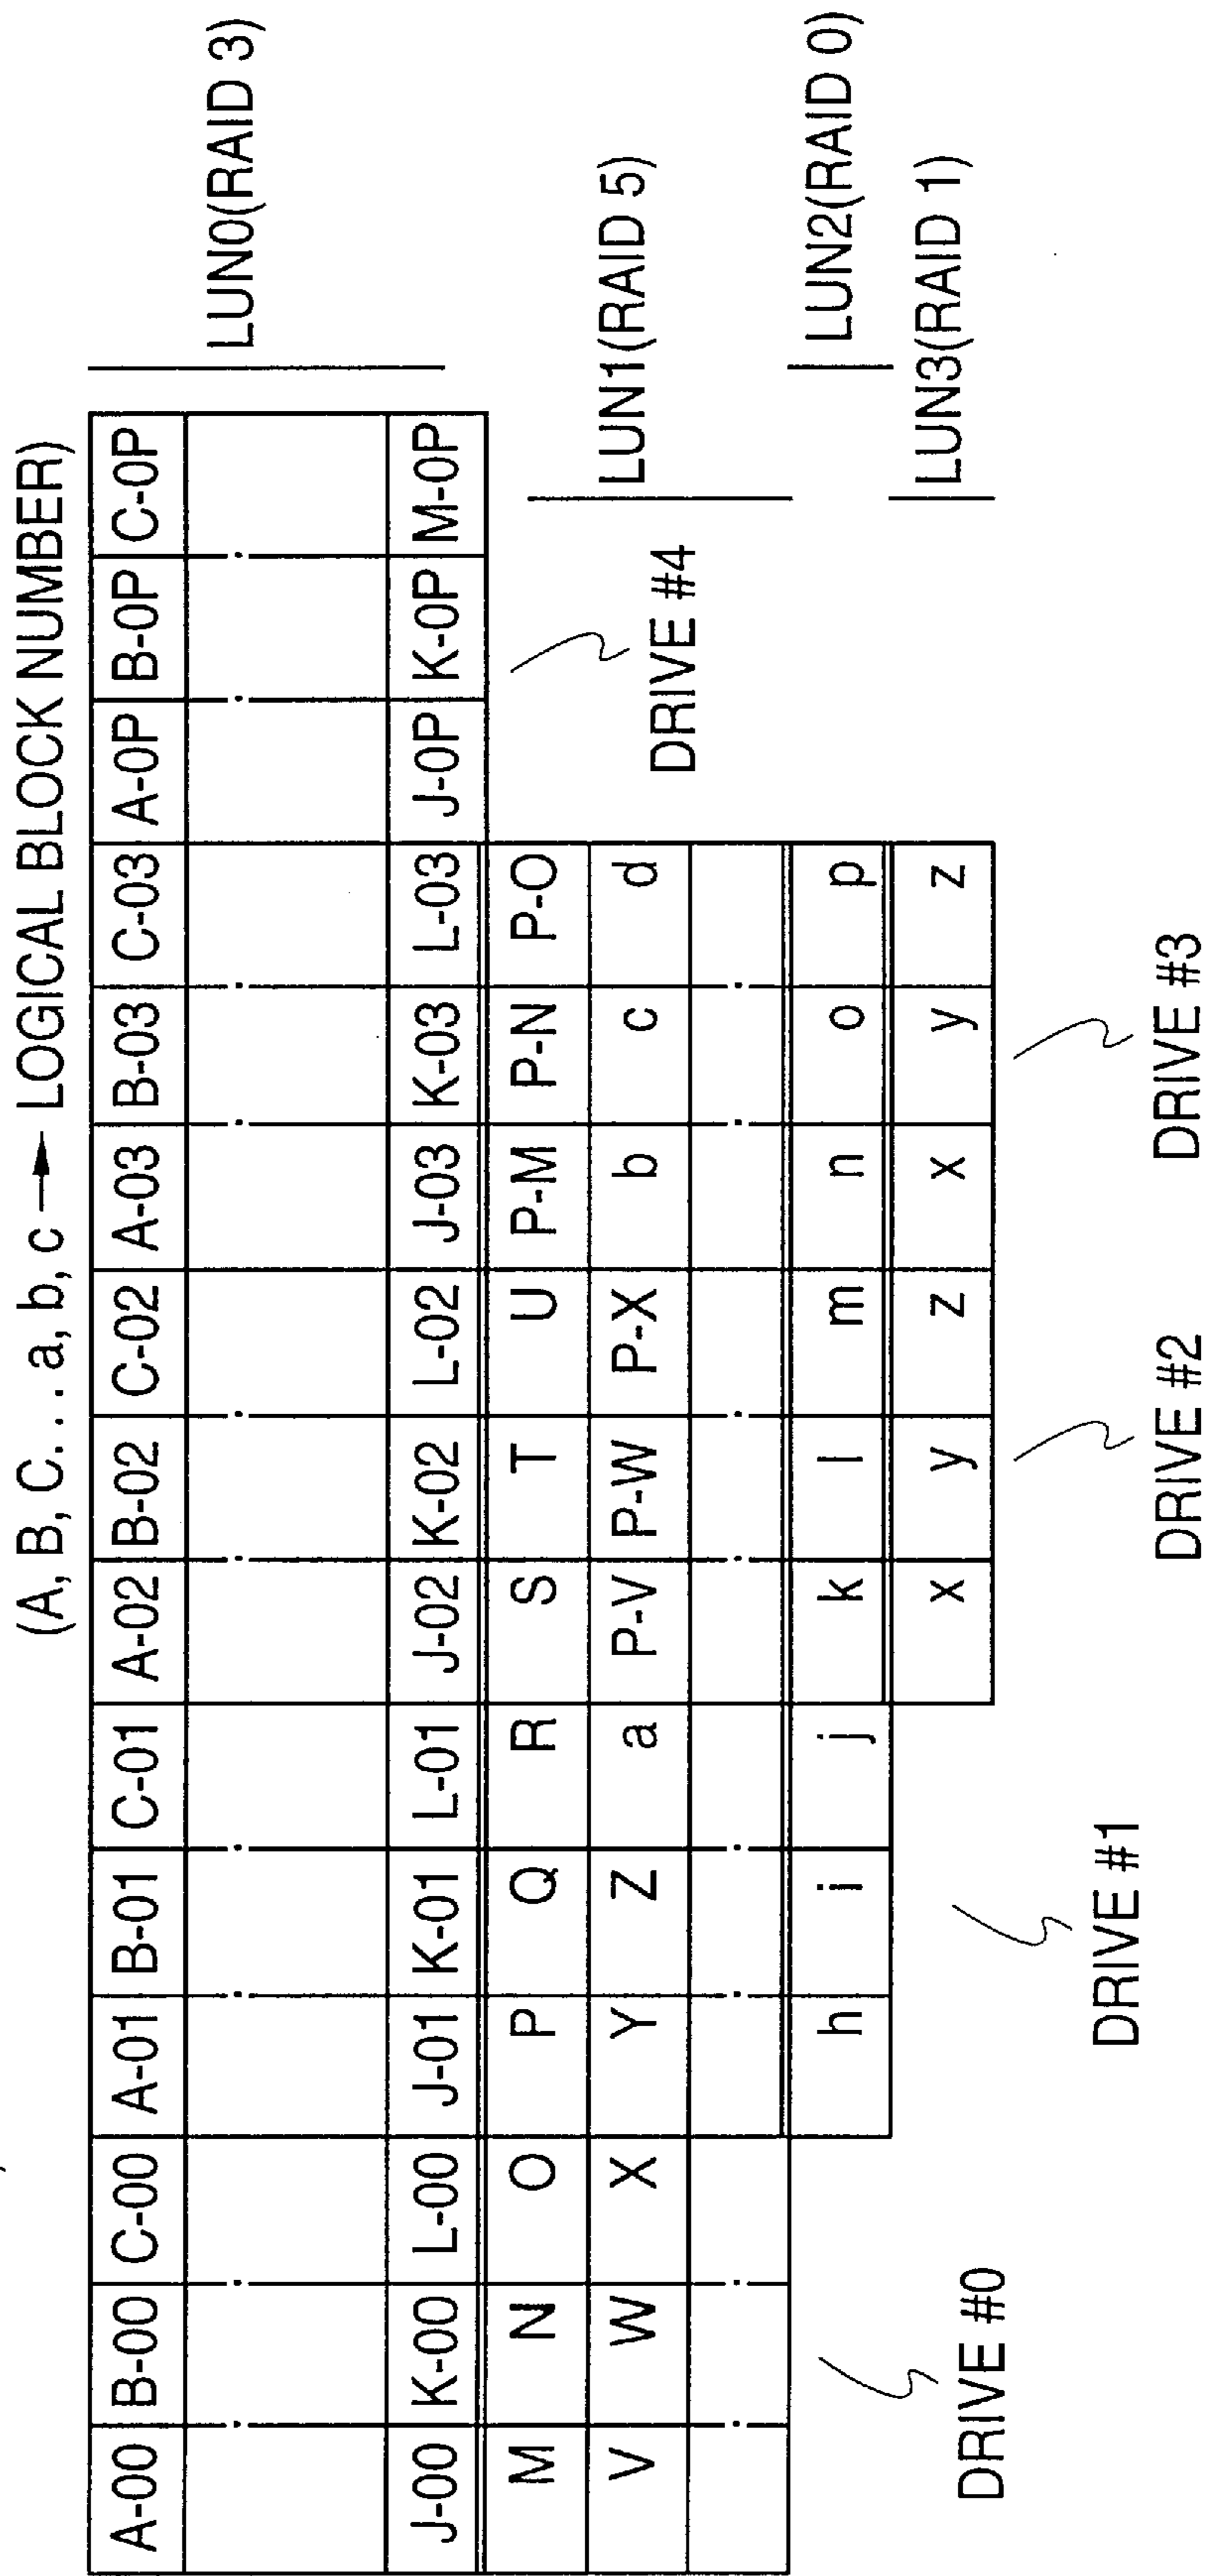 (A, B, C. . . a, b, c → LOGICAL BLOCK NUMBER)
A-00 B-00 C-00 A-01 B-01 C-01 A-02 B-02 C-02 A-03 B-03 C-03 A-0P B-0P C-0P
LUN0(RAID 3)
J-00 K-00 L-00 J-01 K-01 L-01 J-02 K-02 L-02 J-03 K-03 L-03 J-0P K-0P M-0P
M N O P Q R S T U P-M P-N P-O
V W X Y Z a P-V P-W P-X b c d
LUN1(RAID 5)
DRIVE #4
h i j k l m n o p
LUN2(RAID 0)
x y z x y z
LUN3(RAID 1)
DRIVE #0
DRIVE #1
DRIVE #2
DRIVE #3